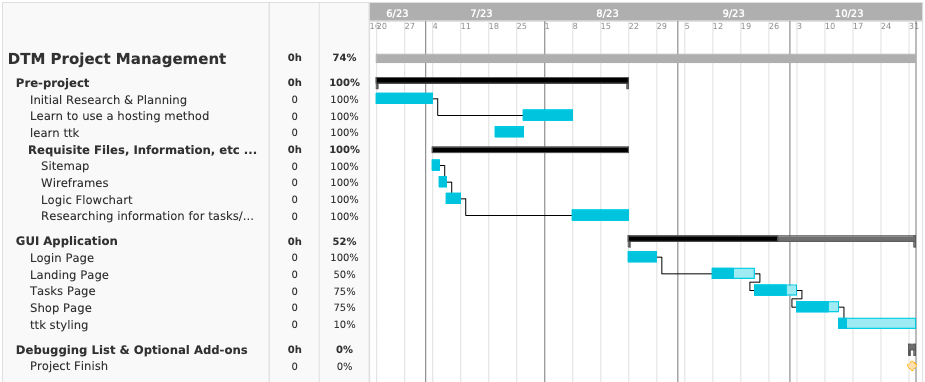 6/23 7/23 8/23 9/23 10/23
16 20 27 4 11 18 25 1 8 15 22 29 5 12 19 26 3 10 17 24 31
DTM Project Management 0h 74%
Pre-project 0h 100%
Initial Research & Planning 0 100%
Learn to use a hosting method 0 100%
learn ttk 0 100%
Requisite Files, Information, etc ... 0h 100%
Sitemap 0 100%
Wireframes 0 100%
Logic Flowchart 0 100%
Researching information for tasks/... 0 100%
GUI Application 0h 52%
Login Page 0 100%
Landing Page 0 50%
Tasks Page 0 75%
Shop Page 0 75%
ttk styling 0 10%
Debugging List & Optional Add-ons 0h 0%
Project Finish 0 0%